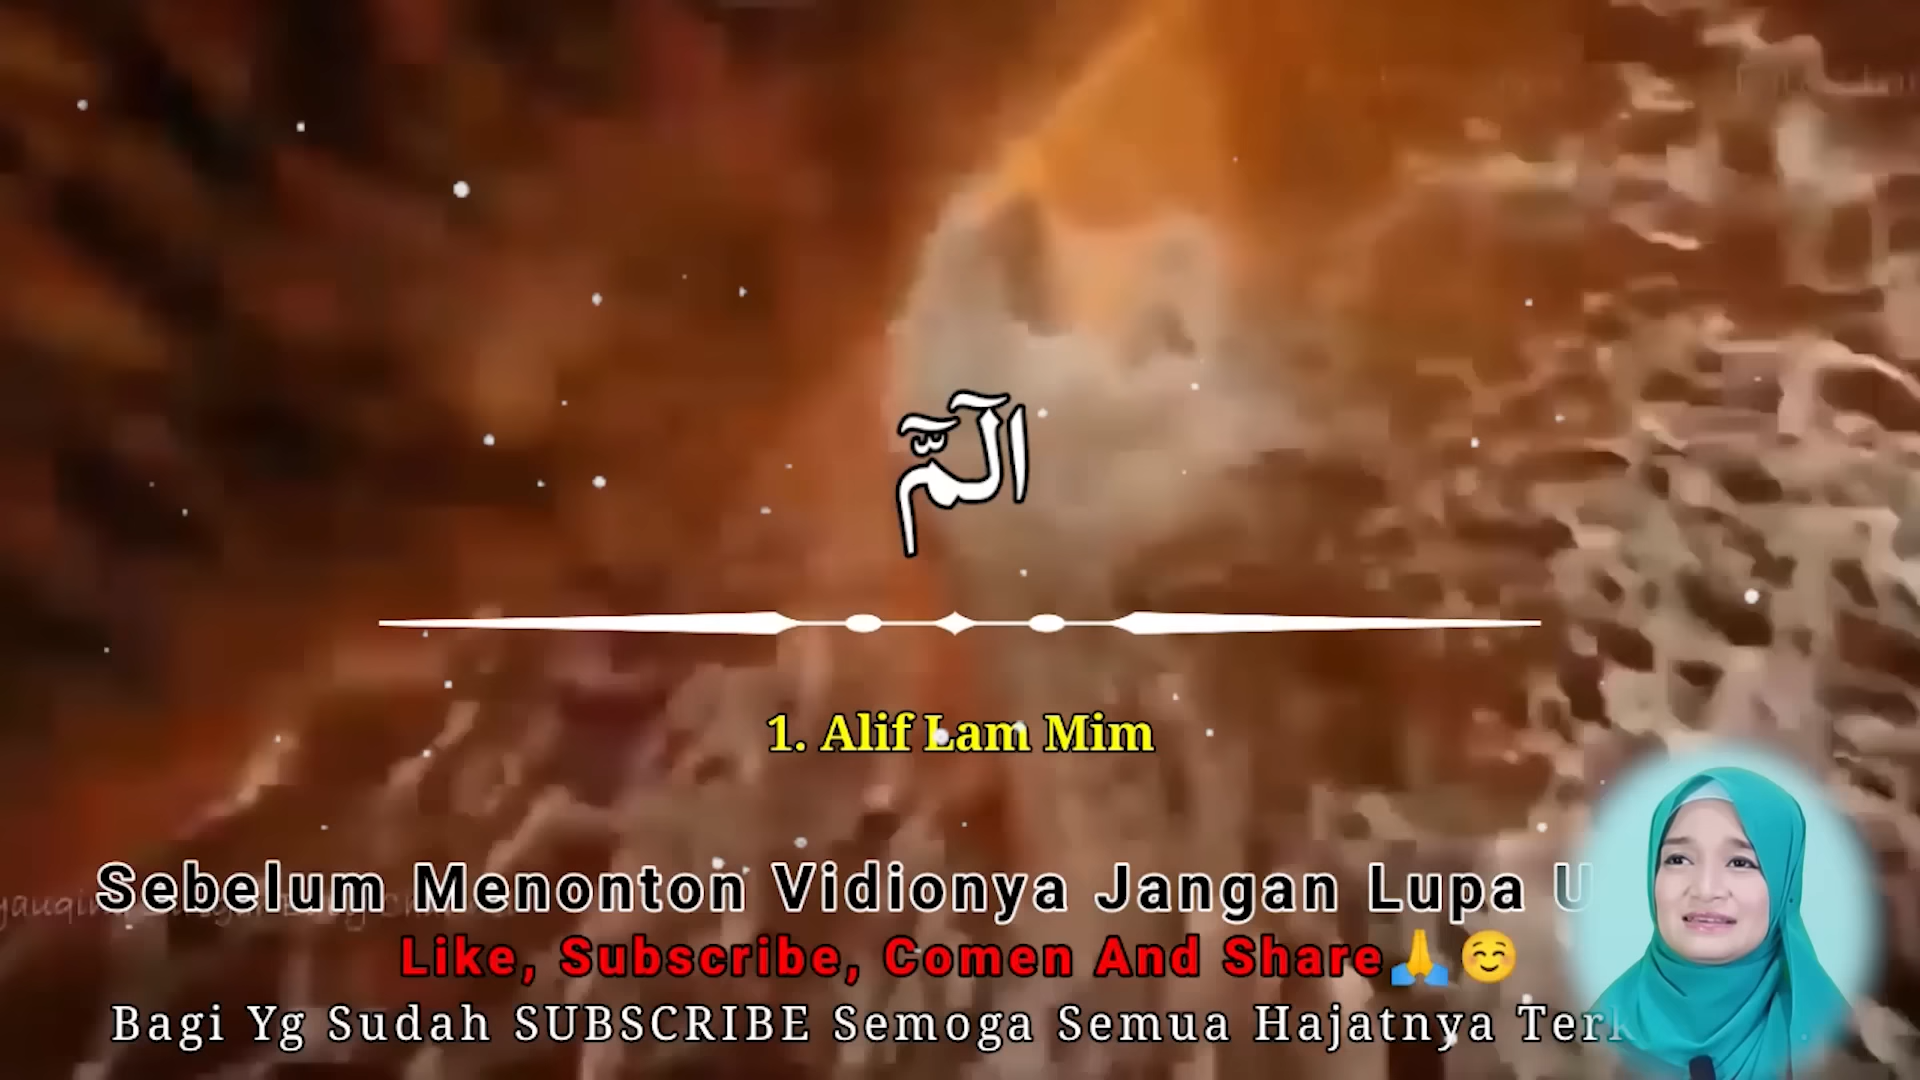 الٓمّٓ
1. Alif Lam Mim
Sebelum Menonton Vidionya Jangan Lupa
Like, Subscribe, Comen And Share🙏☺️
Bagi Yg Sudah SUBSCRIBE Semoga Semua Hajatnya